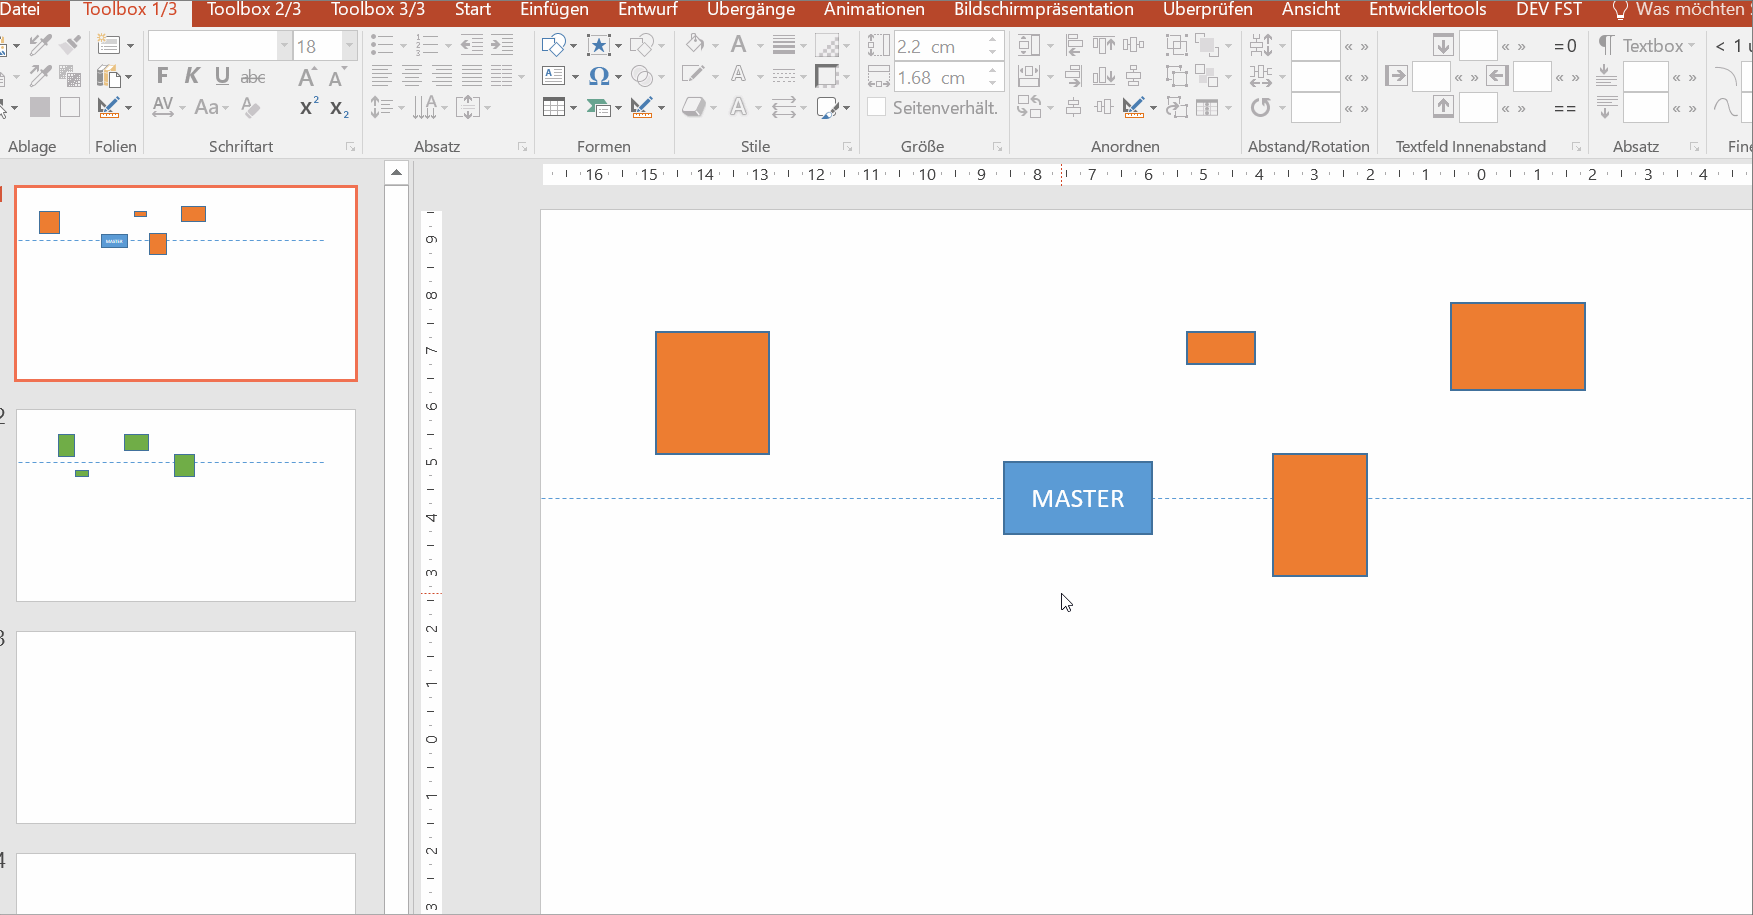 Datei Toolbox 1/3 Toolbox 2/3 Toolbox 3/3 Start Einfügen Entwurf Übergänge Animationen Bildschirmpräsentation Überprüfen Ansicht Entwicklertools DEV FST Was möchten
18 2.2 cm « » « » =0 Textbox < 1
F K U abc A A 1.68 cm « » « » « » « »
AV Aa A x² x₂ Seitenverhält. « » « » == « »
Ablage Folien Schriftart Absatz Formen Stile Größe Anordnen Abstand/Rotation Textfeld Innenabstand Absatz
16 15 14 13 12 11 10 9 8 7 6 5 4 3 2 1 0 1 2 3 4
9
8
7
6
5
4
3
2
1
0
1
2
3
MASTER
MASTER
2
3
4